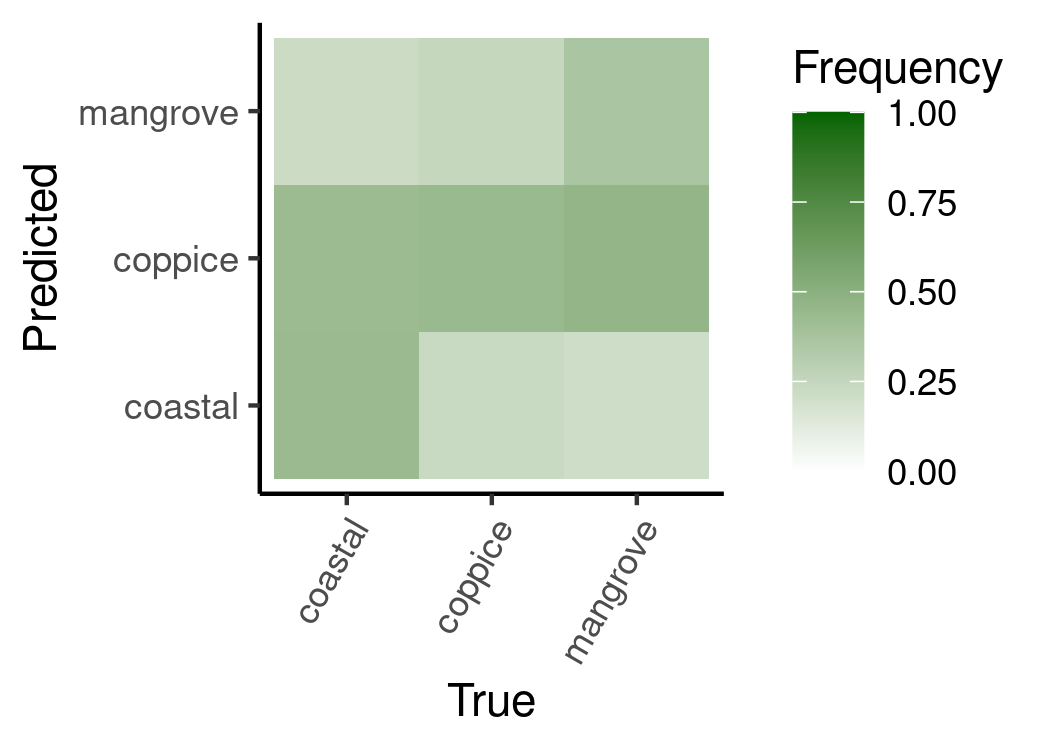 Frequency
1.00
0.75
0.50
0.25
0.00
Predicted
mangrove
coppice
coastal
coastal
coppice
mangrove
True